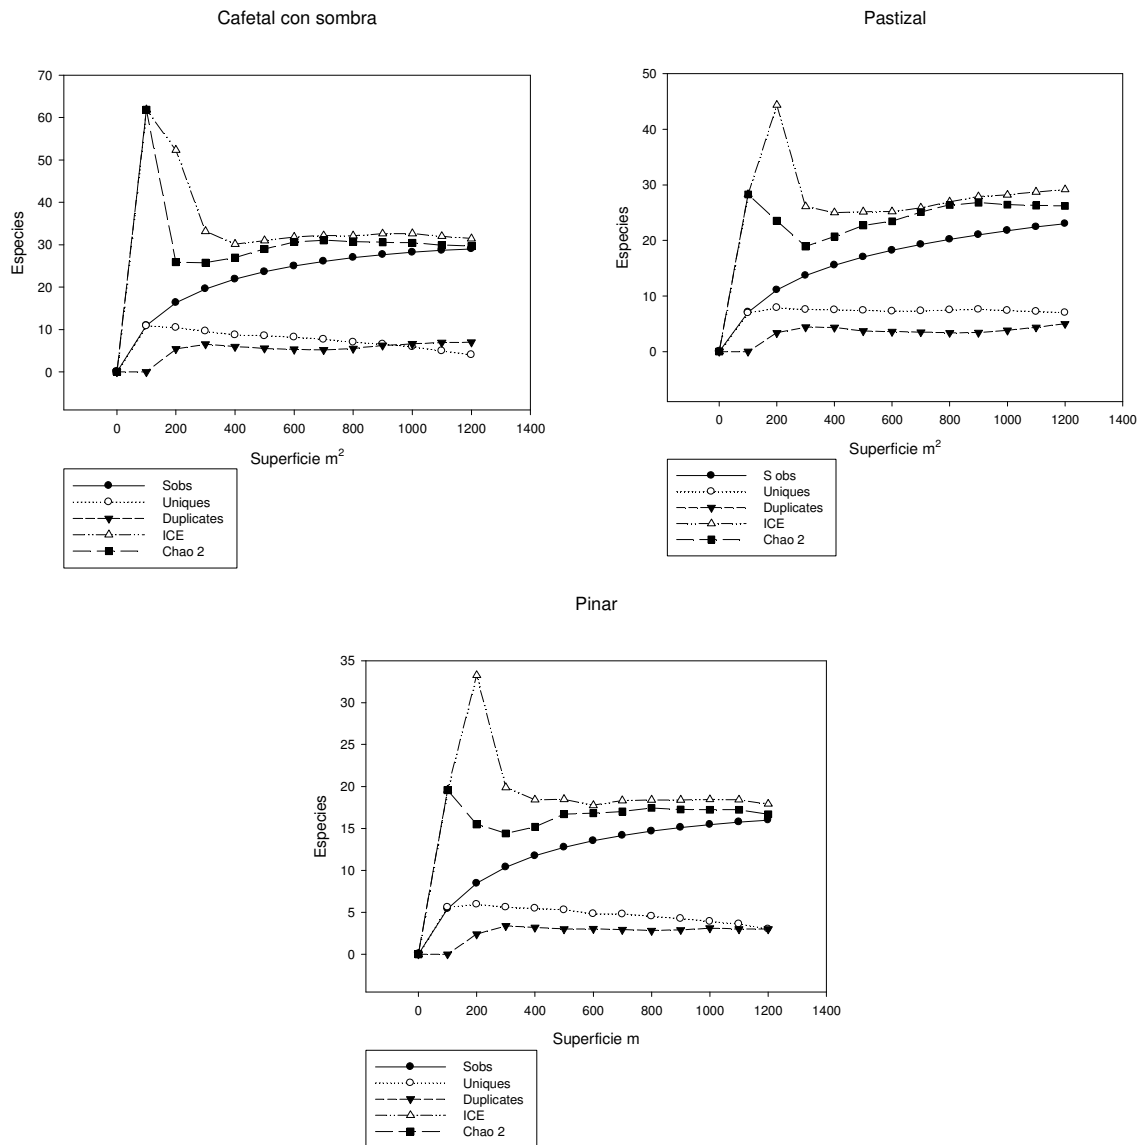 Cafetal con sombra
70
60
50
40
30
20
10
0
Especies
0 200 400 600 800 1000 1200 1400
Superficie m²
Sobs
Uniques
Duplicates
ICE
Chao 2
Pastizal
50
40
30
20
10
0
Especies
0 200 400 600 800 1000 1200 1400
Superficie m²
S obs
Uniques
Duplicates
ICE
Chao 2
Pinar
35
30
25
20
15
10
5
0
Especies
0 200 400 600 800 1000 1200 1400
Superficie m
Sobs
Uniques
Duplicates
ICE
Chao 2